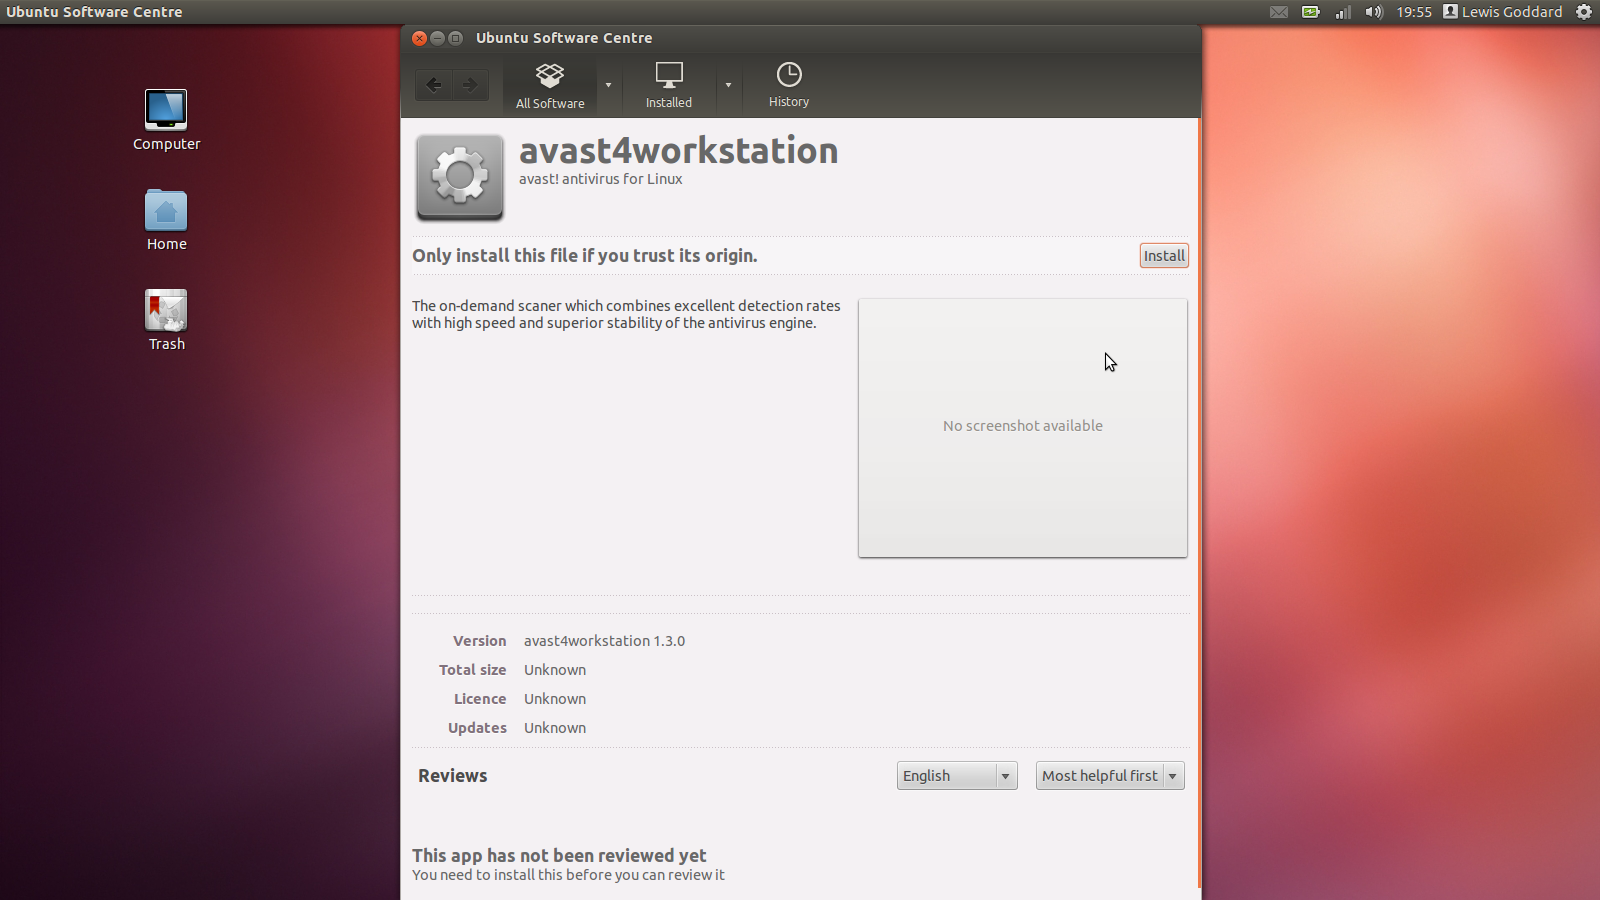 Ubuntu Software Centre
19:55 Lewis Goddard
Computer
Home
Trash
Ubuntu Software Centre
All Software
Installed
History
avast4workstation
avast! antivirus for Linux
Only install this file if you trust its origin.
Install
The on-demand scaner which combines excellent detection rates
with high speed and superior stability of the antivirus engine.
No screenshot available
Version avast4workstation 1.3.0
Total size Unknown
Licence Unknown
Updates Unknown
Reviews
English
Most helpful first
This app has not been reviewed yet
You need to install this before you can review it